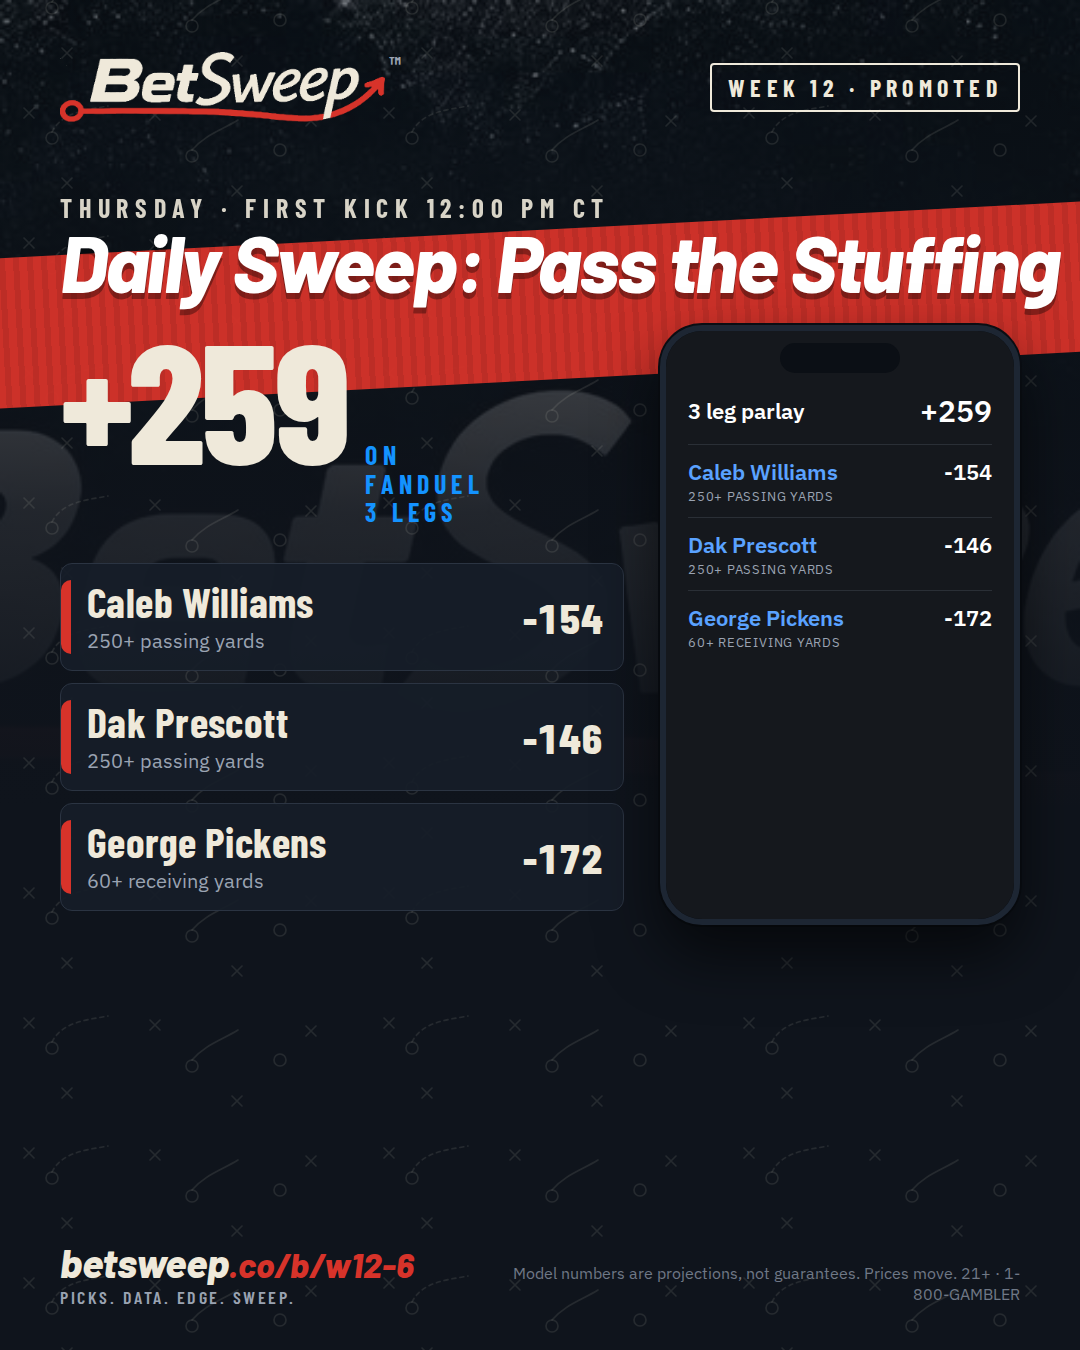 BetSweep™
WEEK 12 · PROMOTED
THURSDAY · FIRST KICK 12:00 PM CT
Daily Sweep: Pass the Stuffing
+259
ON
FANDUEL
3 LEGS
Caleb Williams
250+ passing yards
-154
Dak Prescott
250+ passing yards
-146
George Pickens
60+ receiving yards
-172
3 leg parlay +259
Caleb Williams -154
250+ PASSING YARDS
Dak Prescott -146
250+ PASSING YARDS
George Pickens -172
60+ RECEIVING YARDS
betsweep.co/b/w12-6
PICKS. DATA. EDGE. SWEEP.
Model numbers are projections, not guarantees. Prices move. 21+ · 1-
800-GAMBLER